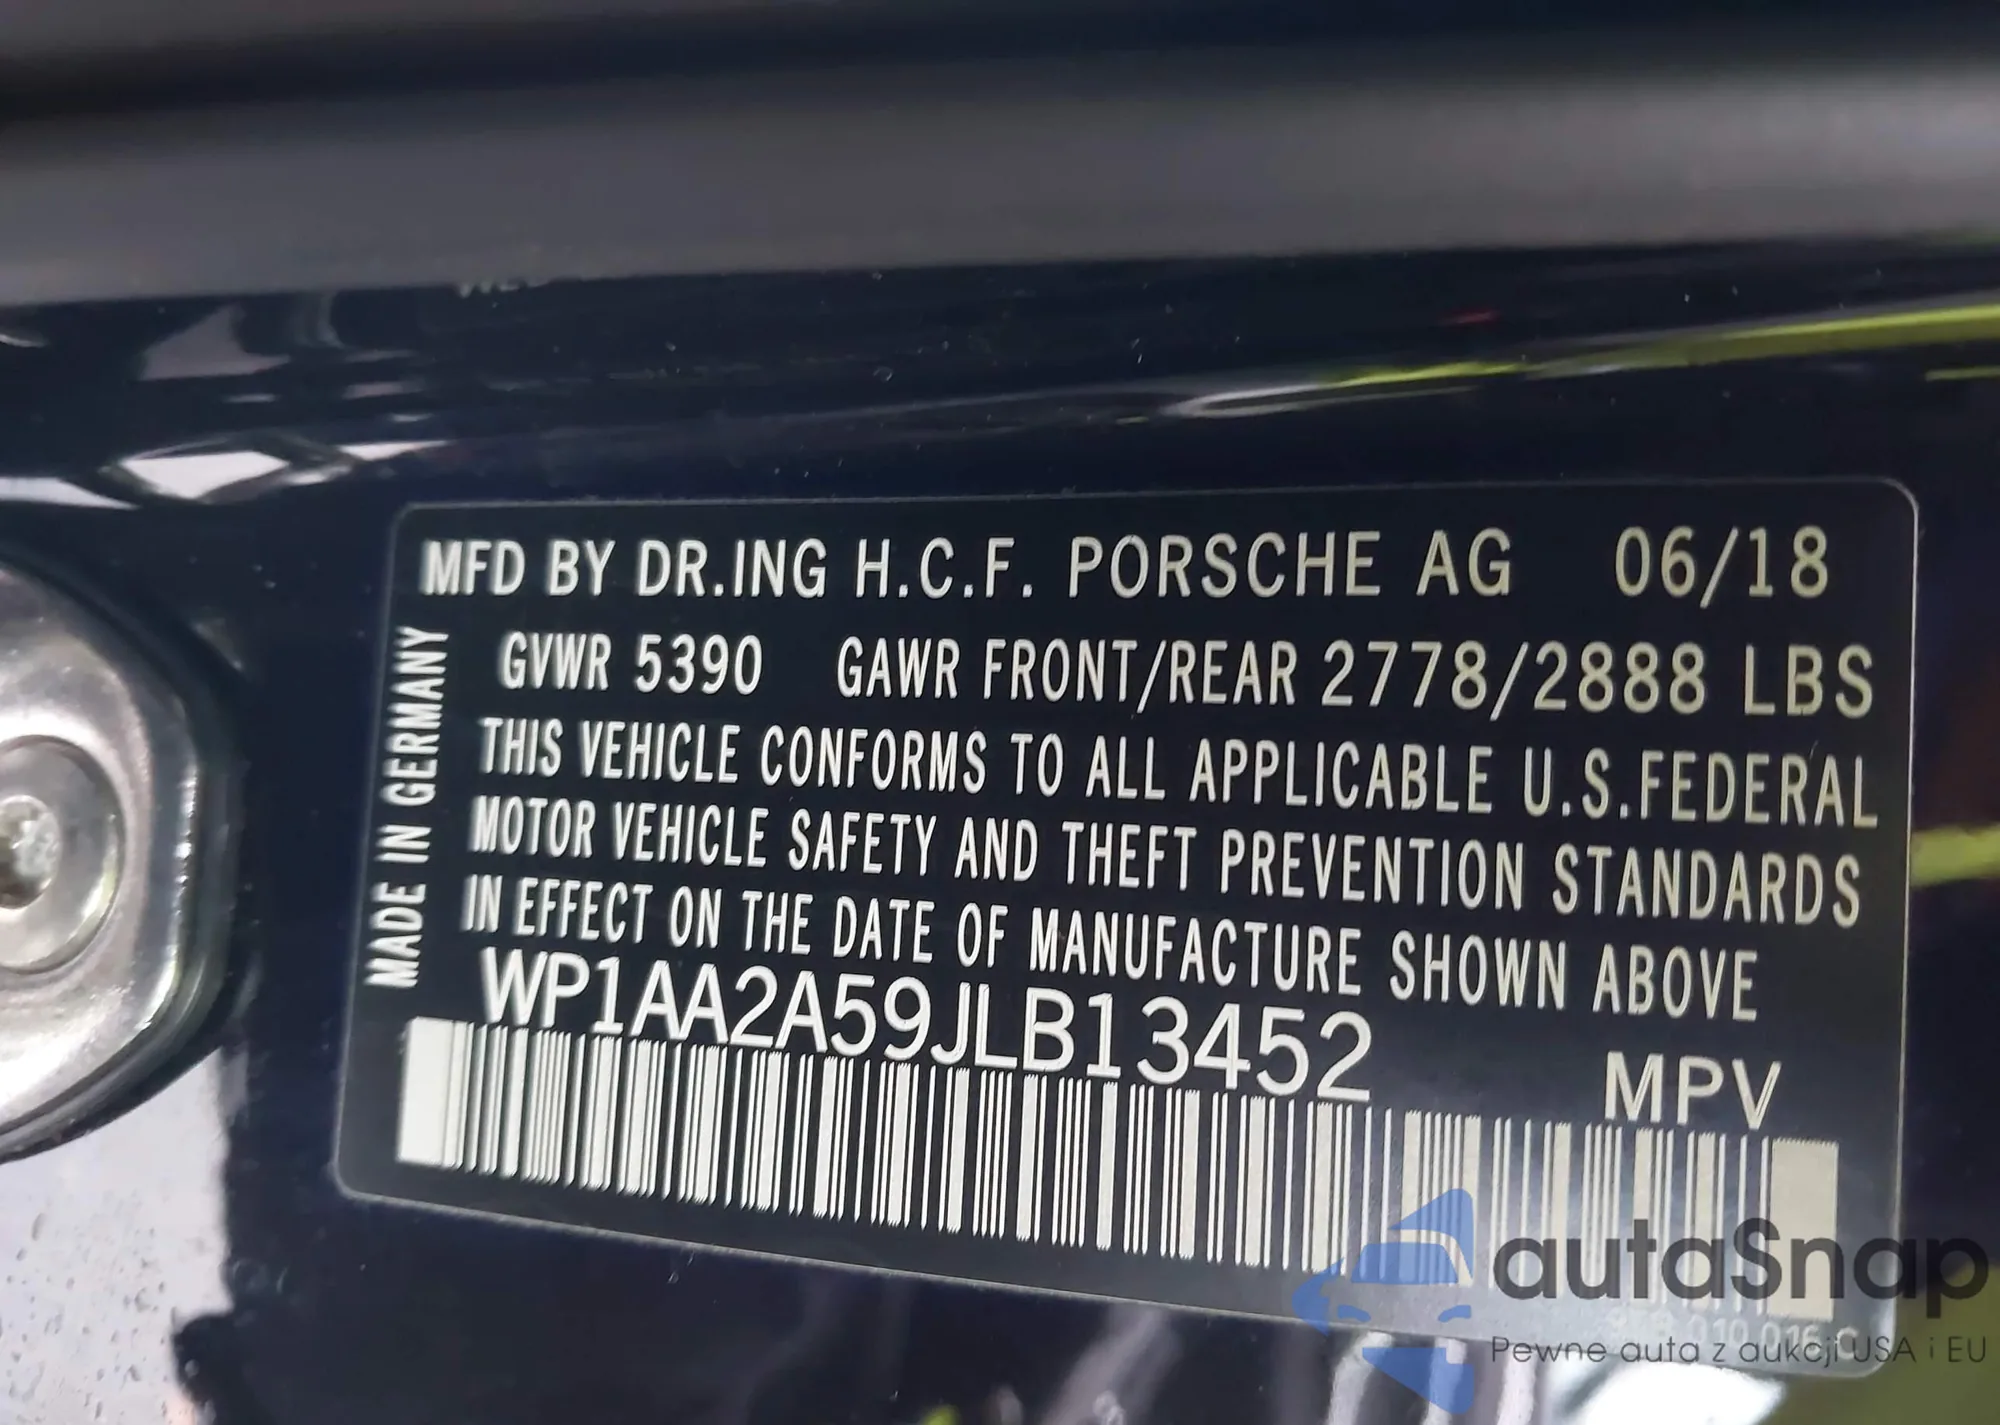 MFD BY DR.ING H.C.F. PORSCHE AG 06/18
GVWR 5390 GAWR FRONT/REAR 2778/2888 LBS
THIS VEHICLE CONFORMS TO ALL APPLICABLE U.S.FEDERAL
MOTOR VEHICLE SAFETY AND THEFT PREVENTION STANDARDS
IN EFFECT ON THE DATE OF MANUFACTURE SHOWN ABOVE
WP1AA2A59JLB13452 MPV
MADE IN GERMANY
autaSnap
010 016 C
Pewne auta z aukcji USA i EU